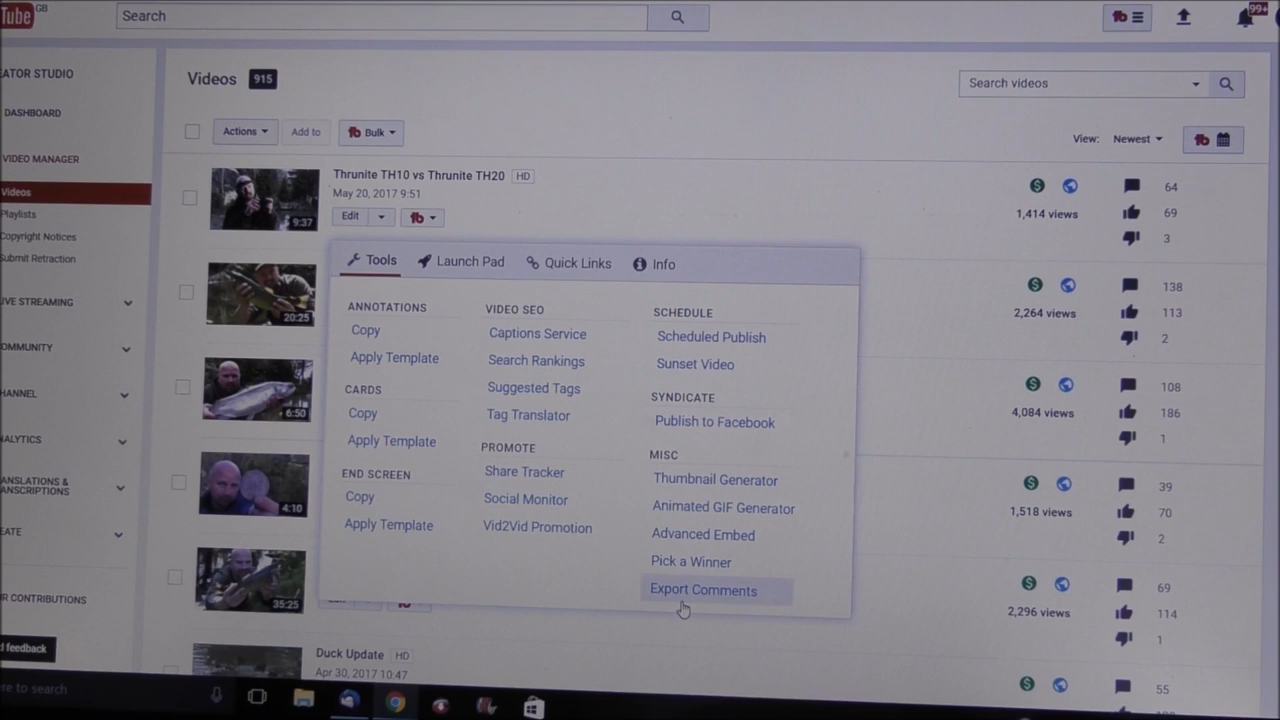 Tube GB
Search
99+
EATOR STUDIO
DASHBOARD
VIDEO MANAGER
Videos
Playlists
Copyright Notices
Submit Retraction
IVE STREAMING
OMMUNITY
HANNEL
NALYTICS
ANSLATIONS &
ANSCRIPTIONS
EATE
R CONTRIBUTIONS
d feedback
Videos 915
Search videos
Actions
Add to
Bulk
View: Newest
Thrunite TH10 vs Thrunite TH20 HD
May 20, 2017 9:51
Edit
9:37
1,414 views
64
69
3
20:25
2,264 views
138
113
2
6:50
4,084 views
108
186
1
4:10
1,518 views
39
70
2
35:25
2,296 views
69
114
1
Tools
Launch Pad
Quick Links
Info
ANNOTATIONS
Copy
Apply Template
CARDS
Copy
Apply Template
END SCREEN
Copy
Apply Template
VIDEO SEO
Captions Service
Search Rankings
Suggested Tags
Tag Translator
PROMOTE
Share Tracker
Social Monitor
Vid2Vid Promotion
SCHEDULE
Scheduled Publish
Sunset Video
SYNDICATE
Publish to Facebook
MISC
Thumbnail Generator
Animated GIF Generator
Advanced Embed
Pick a Winner
Export Comments
Duck Update HD
Apr 30, 2017 10:47
55
re to search